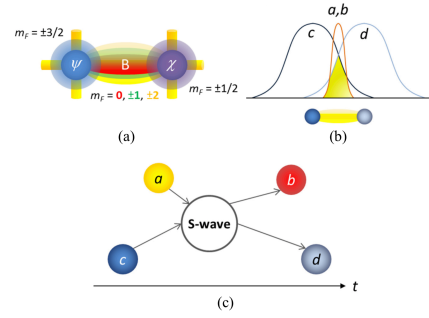 m_F = ±3/2
ψ
B
χ
m_F = 0, ±1, ±2
m_F = ±1/2
(a)
a,b
c
d
(b)
a
b
S-wave
c
d
t
(c)